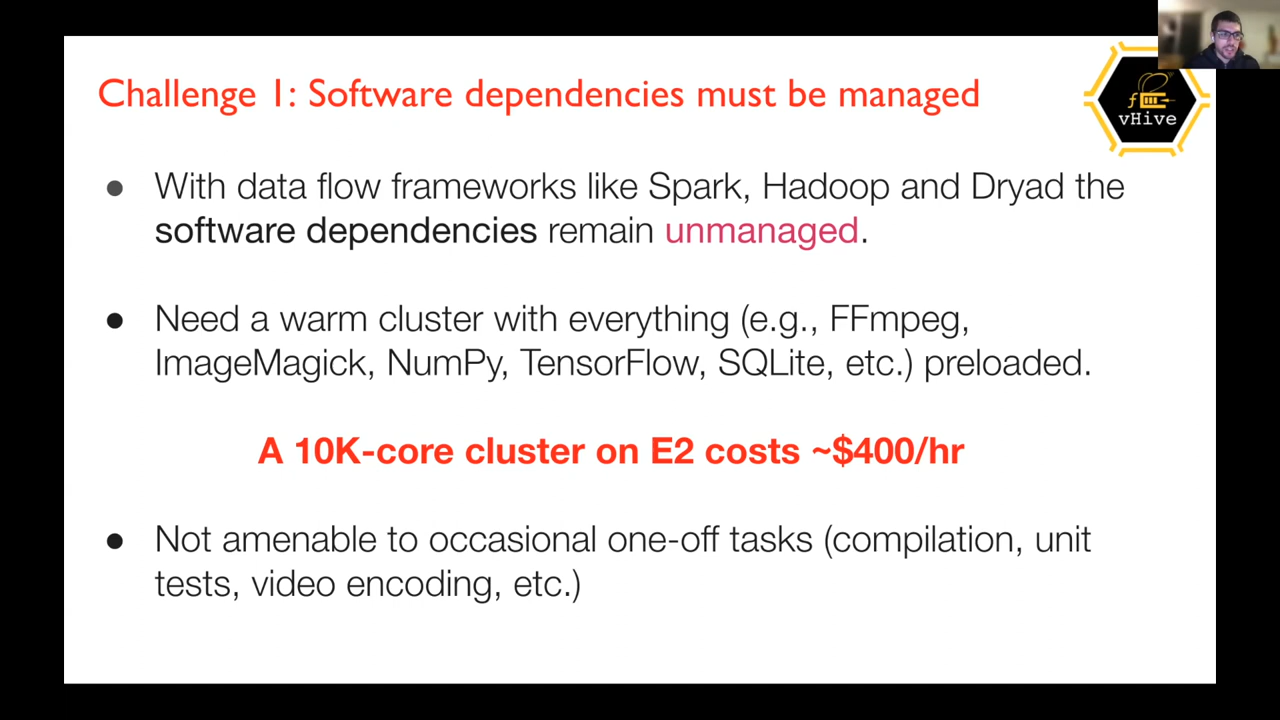 Challenge 1: Software dependencies must be managed
vHive
● With data flow frameworks like Spark, Hadoop and Dryad the
software dependencies remain unmanaged.
● Need a warm cluster with everything (e.g., FFmpeg,
ImageMagick, NumPy, TensorFlow, SQLite, etc.) preloaded.
A 10K-core cluster on E2 costs ~$400/hr
● Not amenable to occasional one-off tasks (compilation, unit
tests, video encoding, etc.)